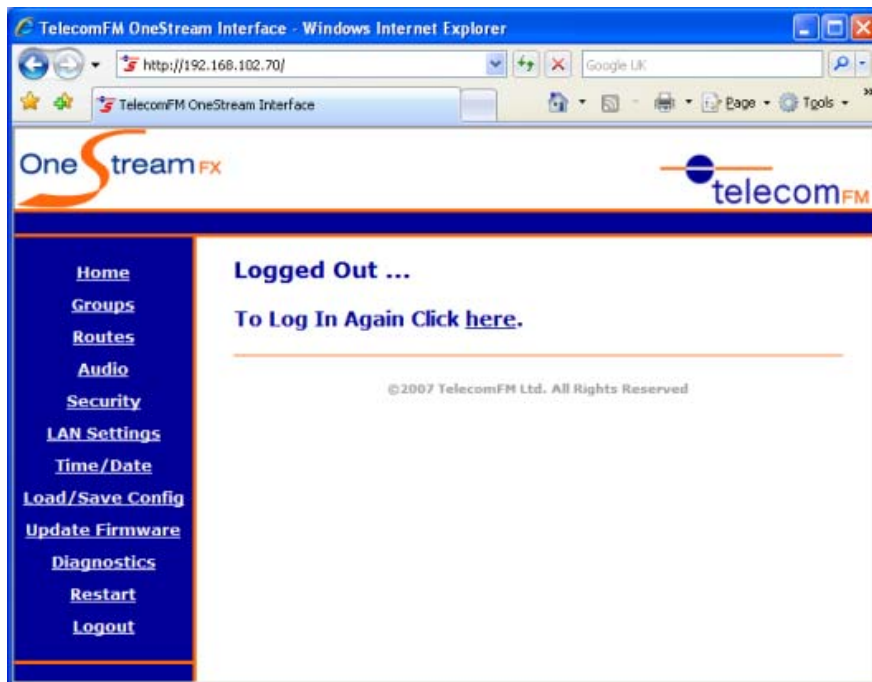 TelecomFM OneStream Interface - Windows Internet Explorer
http://192.168.102.70/
Google UK
TelecomFM OneStream Interface
Page
Tools
OneStream FX
telecomFM
Home
Groups
Routes
Audio
Security
LAN Settings
Time/Date
Load/Save Config
Update Firmware
Diagnostics
Restart
Logout
Logged Out ...
To Log In Again Click here.
©2007 TelecomFM Ltd. All Rights Reserved